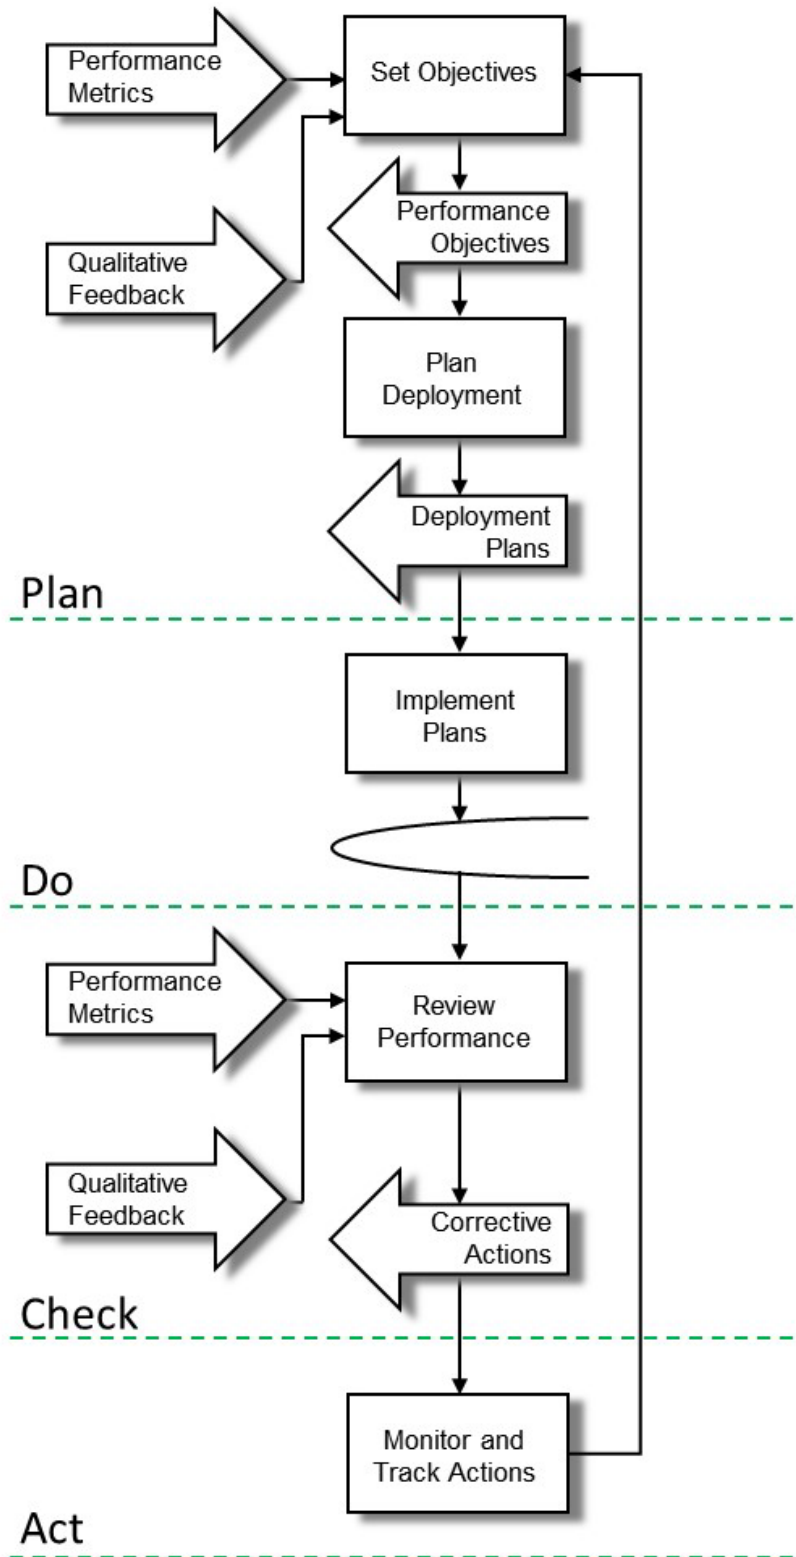 Performance
Metrics
Set Objectives
Performance
Objectives
Qualitative
Feedback
Plan
Deployment
Deployment
Plans
Plan
Implement
Plans
Do
Performance
Metrics
Review
Performance
Qualitative
Feedback
Corrective
Actions
Check
Monitor and
Track Actions
Act